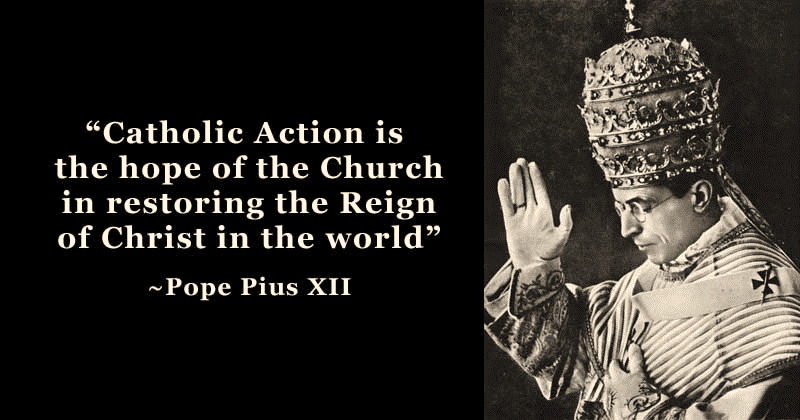 “Catholic Action is
the hope of the Church
in restoring the Reign
of Christ in the world”
~Pope Pius XII